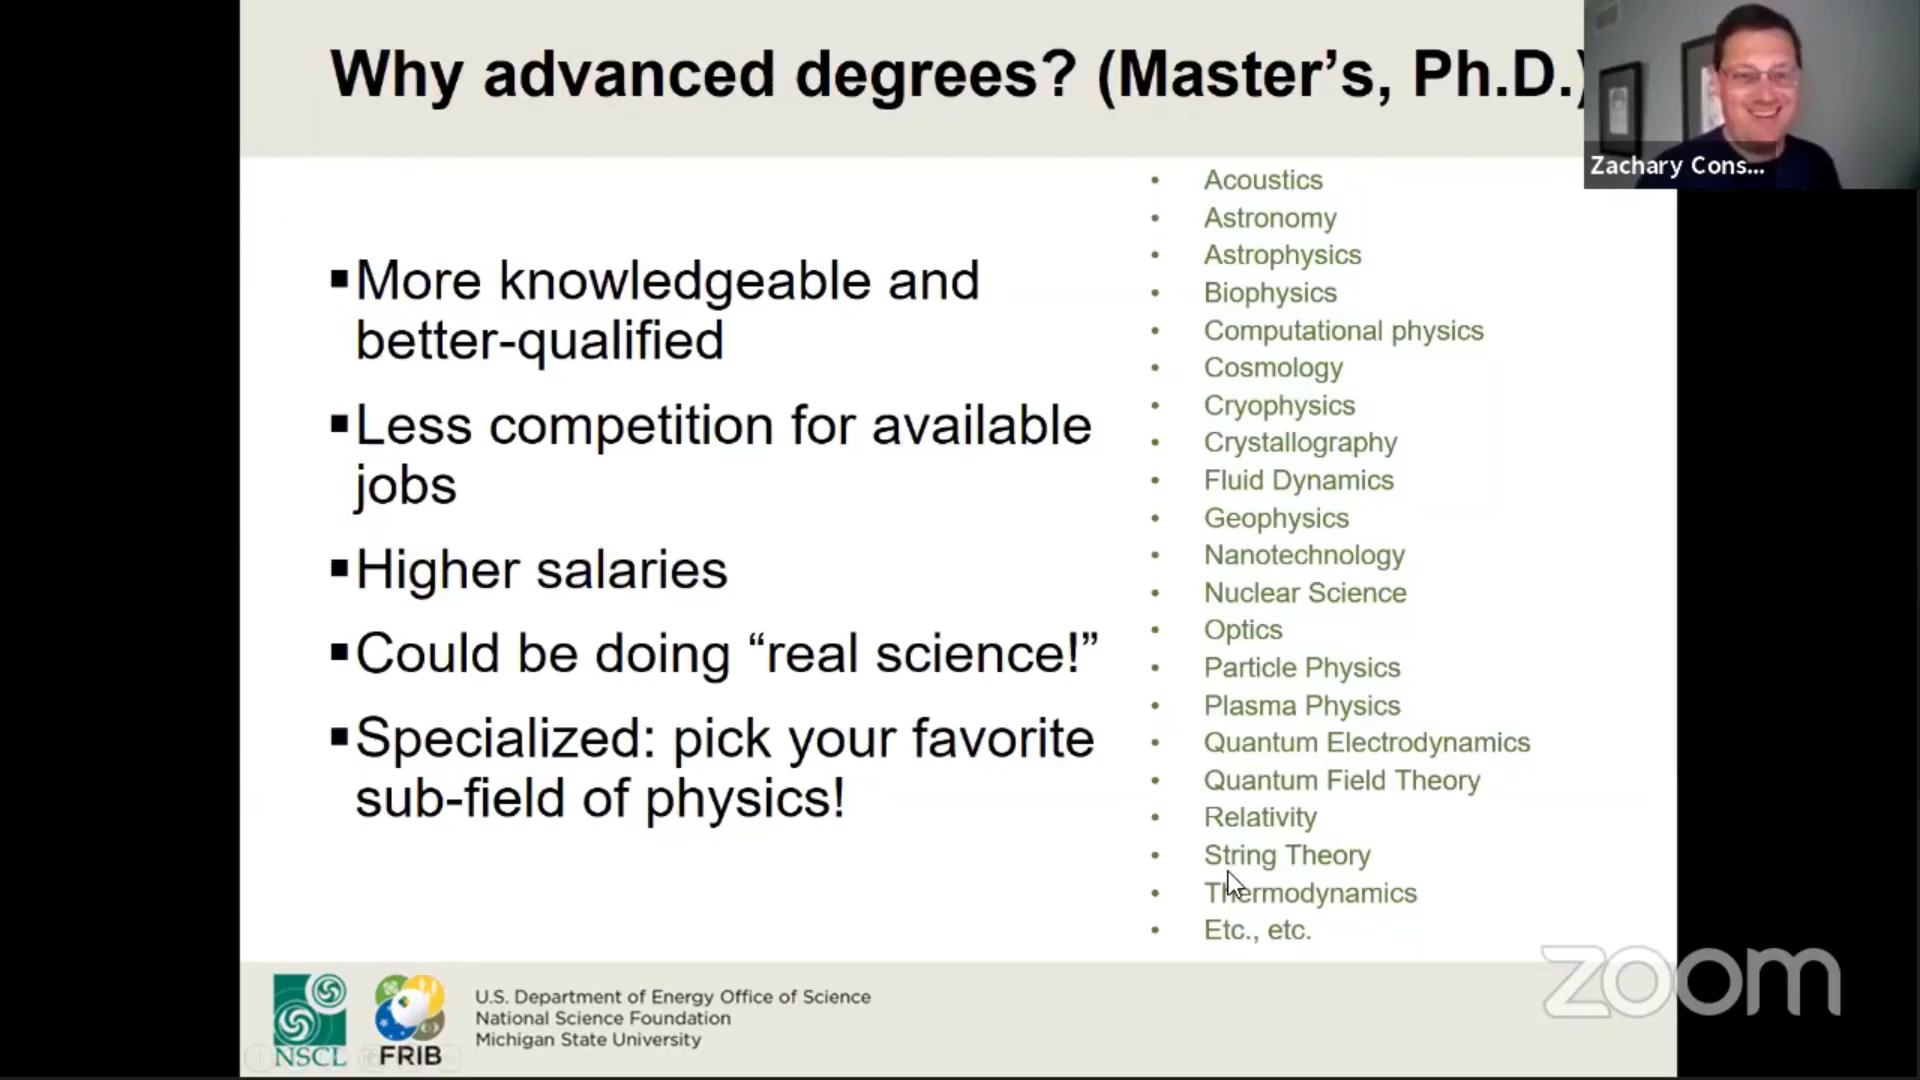 Why advanced degrees? (Master’s, Ph.D.)
Zachary Cons...
▪More knowledgeable and
better-qualified
▪Less competition for available
jobs
▪Higher salaries
▪Could be doing “real science!”
▪Specialized: pick your favorite
sub-field of physics!
• Acoustics
• Astronomy
• Astrophysics
• Biophysics
• Computational physics
• Cosmology
• Cryophysics
• Crystallography
• Fluid Dynamics
• Geophysics
• Nanotechnology
• Nuclear Science
• Optics
• Particle Physics
• Plasma Physics
• Quantum Electrodynamics
• Quantum Field Theory
• Relativity
• String Theory
• Thermodynamics
• Etc., etc.
NSCL
FRIB
U.S. Department of Energy Office of Science
National Science Foundation
Michigan State University
zoom